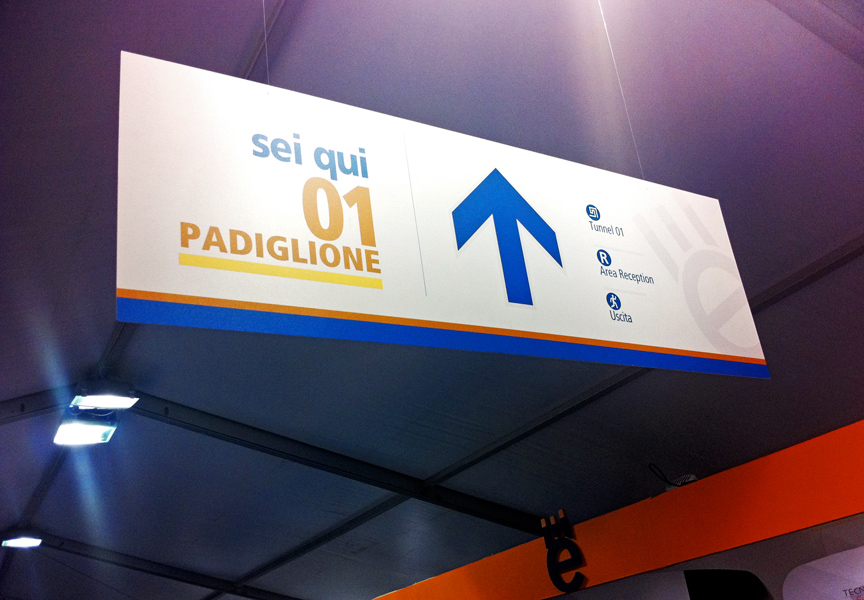 sei qui
01
PADIGLIONE
Tunnel 01
R
Area Reception
Uscita
ë